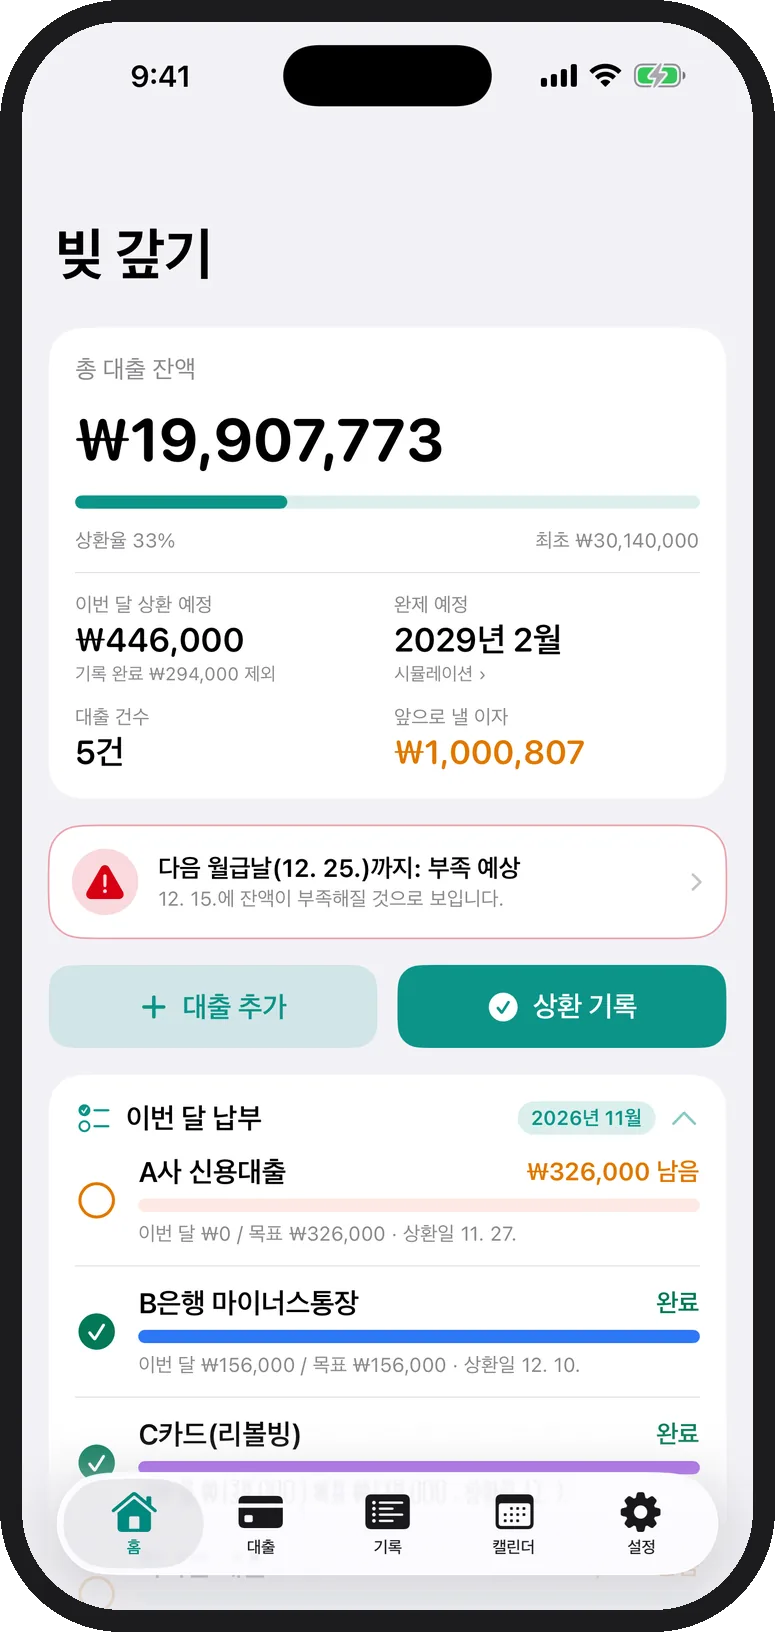 9:41
빚 갚기
총 대출 잔액
₩19,907,773
상환율 33%
최초 ₩30,140,000
이번 달 상환 예정
완제 예정
₩446,000
2029년 2월
기록 완료 ₩294,000 제외
시뮬레이션 ›
대출 건수
앞으로 낼 이자
5건
₩1,000,807
다음 월급날(12. 25.)까지: 부족 예상
12. 15.에 잔액이 부족해질 것으로 보입니다.
대출 추가
상환 기록
이번 달 납부
2026년 11월
A사 신용대출
₩326,000 남음
이번 달 ₩0 / 목표 ₩326,000 · 상환일 11. 27.
B은행 마이너스통장
완료
이번 달 ₩156,000 / 목표 ₩156,000 · 상환일 12. 10.
C카드(리볼빙)
완료
홈
대출
기록
캘린더
설정